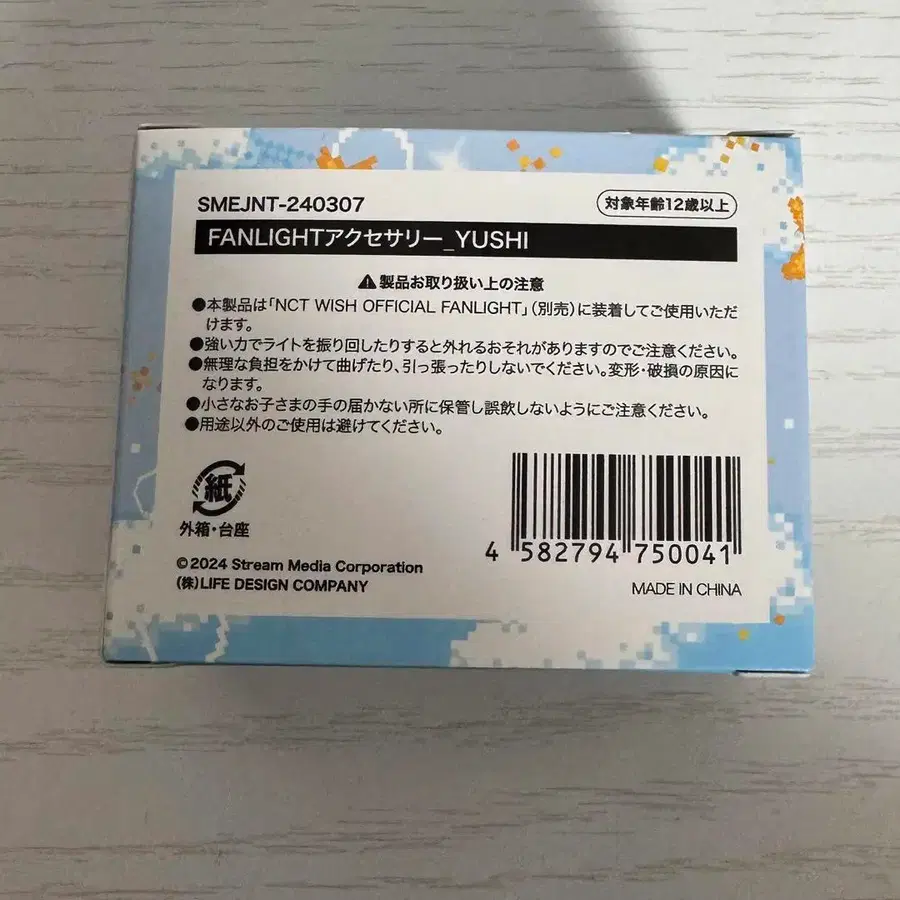 SMEJNT-240307
対象年齢12歳以上
FANLIGHTアクセサリー_YUSHI
⚠製品お取り扱い上の注意
●本製品は「NCT WISH OFFICIAL FANLIGHT」(別売)に装着してご使用いただ
けます。
●強い力でライトを振り回したりすると外れるおそれがありますのでご注意ください。
●無理な負担をかけて曲げたり、引っ張ったりしないでください。変形・破損の原因に
なります。
●小さなお子さまの手の届かない所に保管し誤飲しないようにご注意ください。
●用途以外のご使用は避けてください。
紙
外箱・台座
4 582794 750041
©2024 Stream Media Corporation
(株)LIFE DESIGN COMPANY
MADE IN CHINA